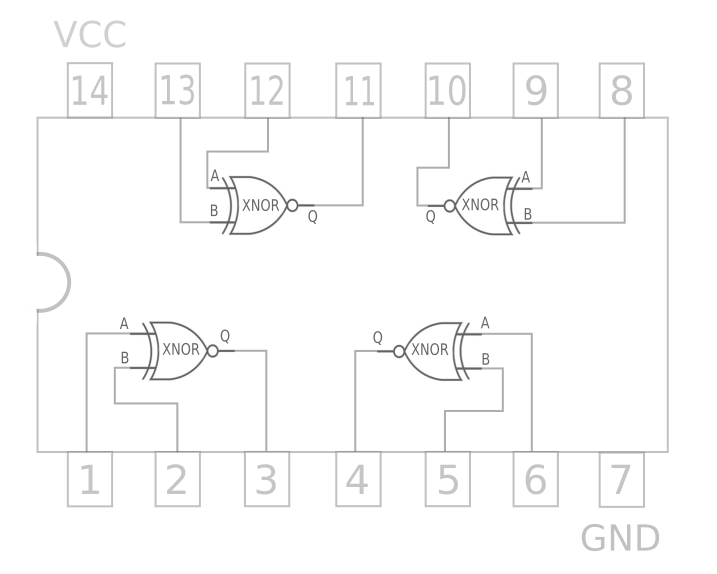 VCC
14 13 12 11 10 9 8
A A
XNOR XNOR
B Q Q B
A Q Q A
XNOR XNOR
B B
1 2 3 4 5 6 7
GND